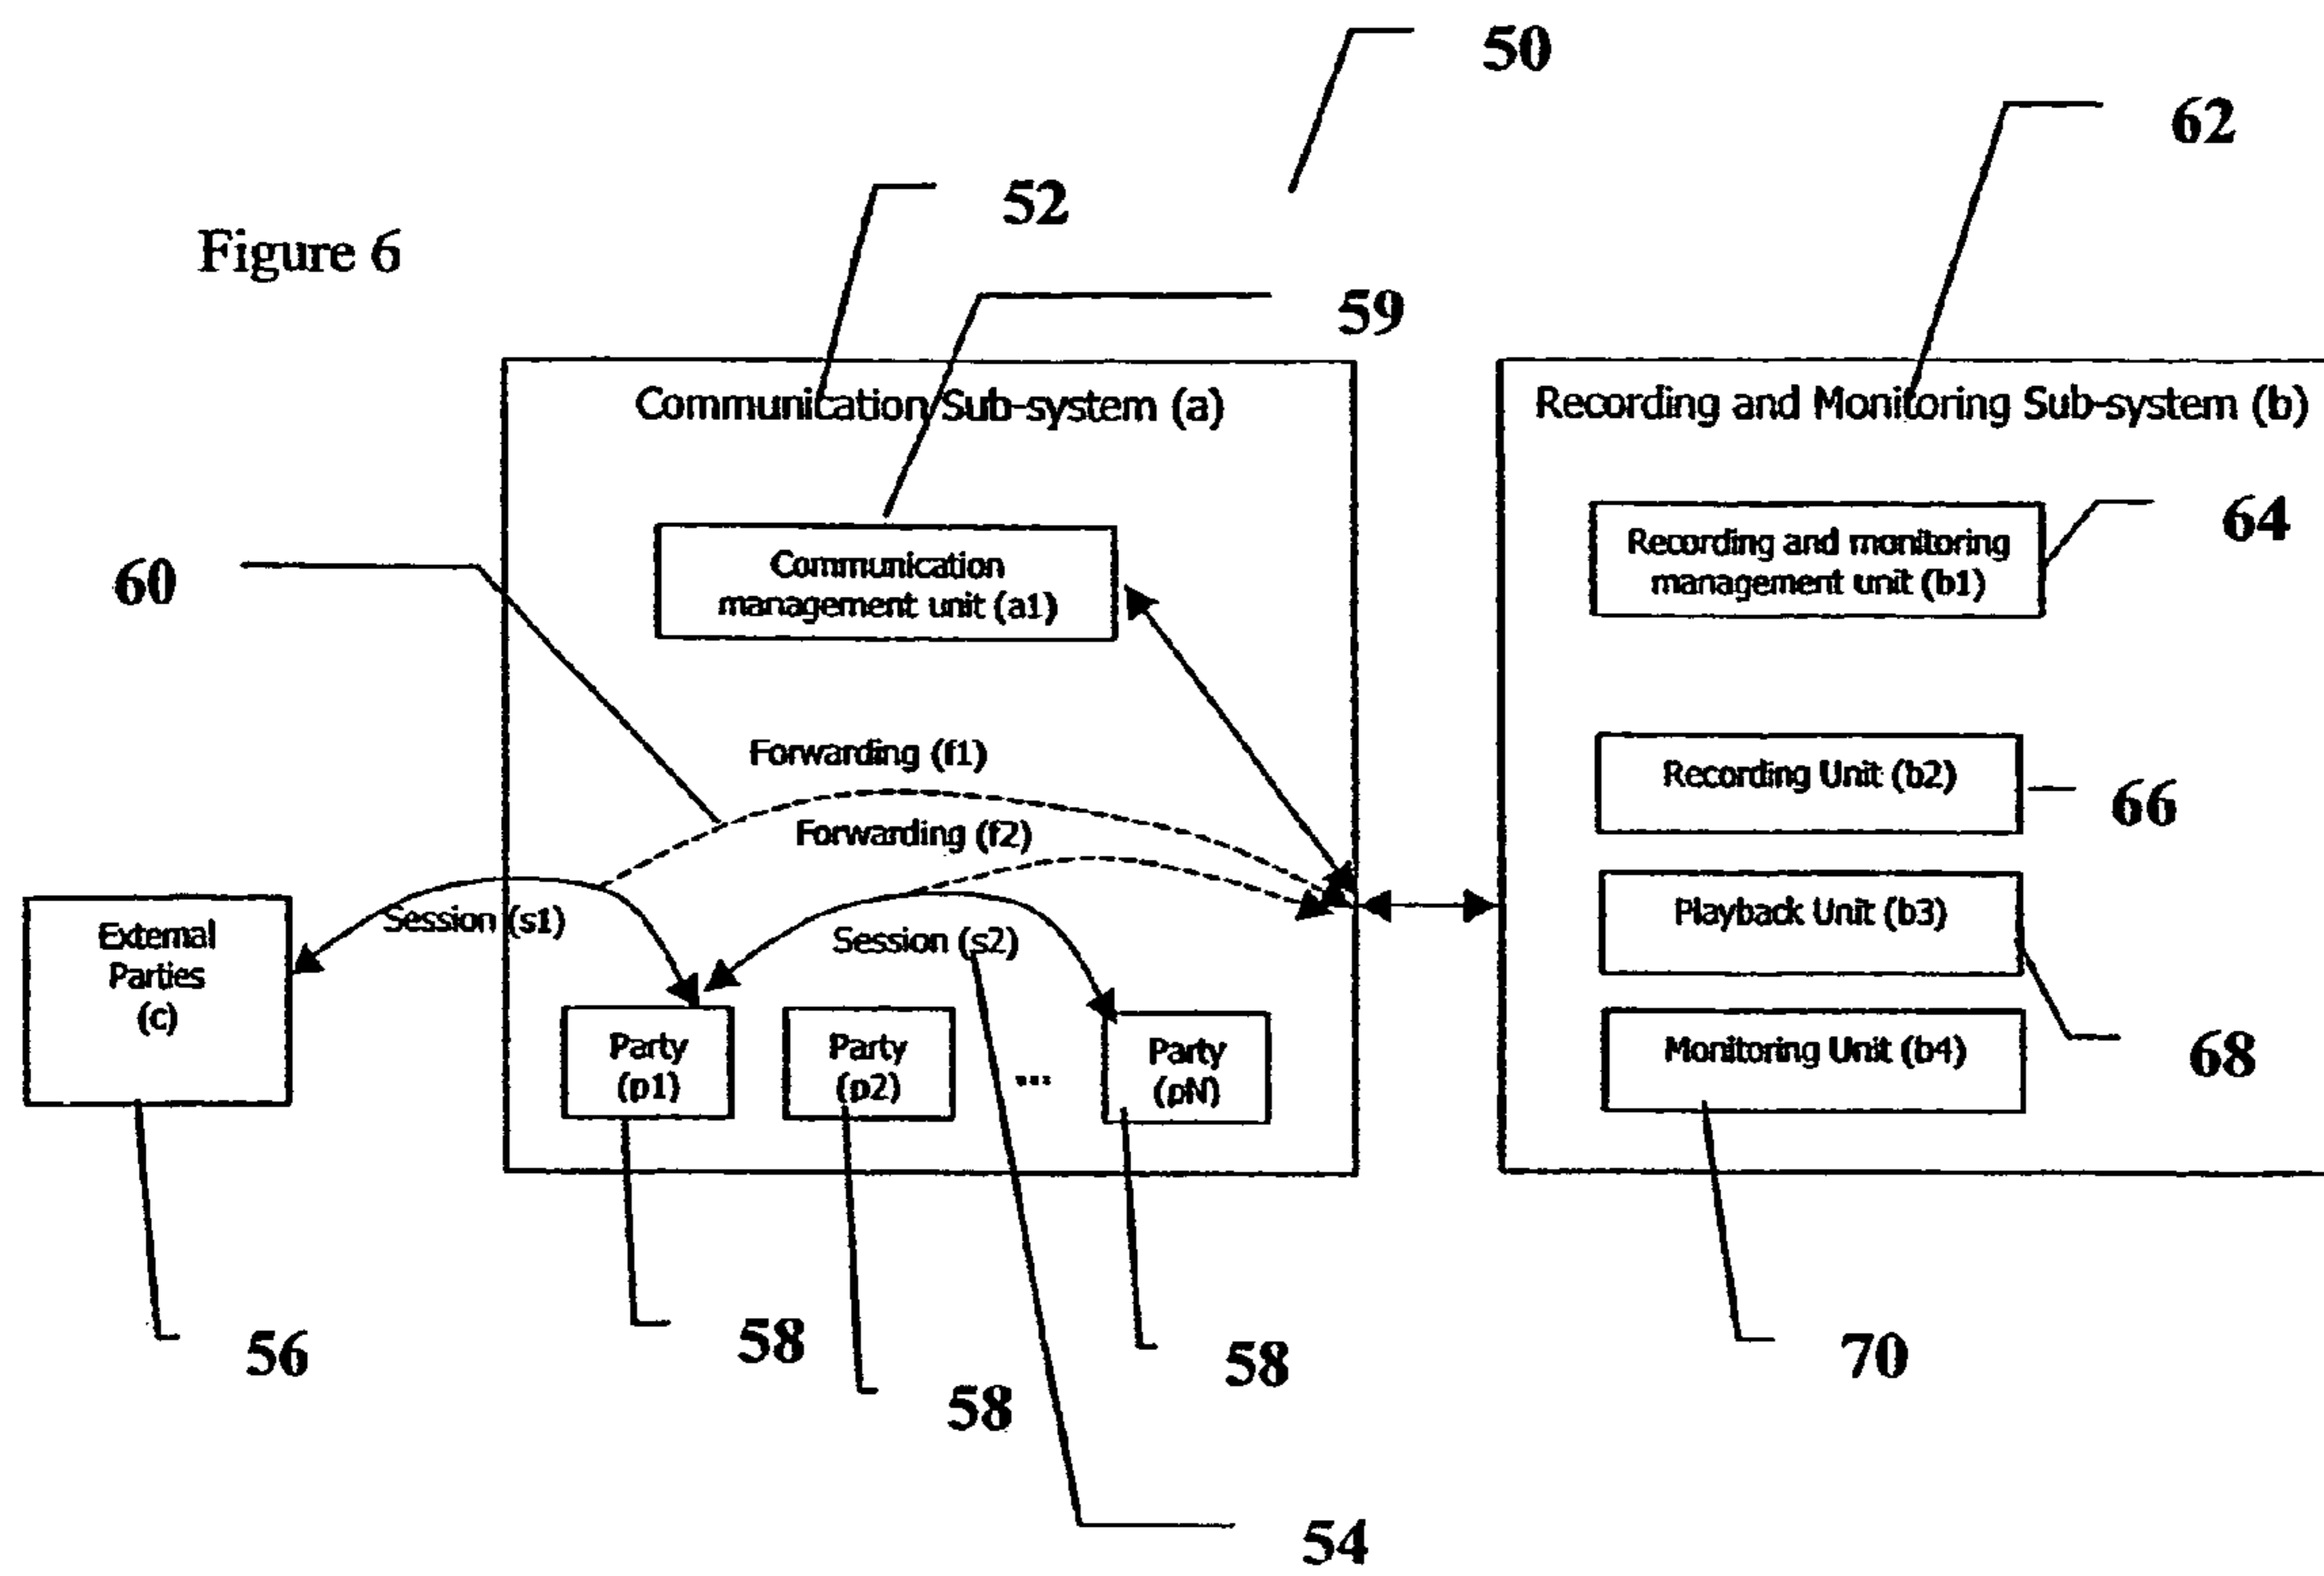 50
62
52
Figure 6
59
Communication Sub-system (a)
Recording and Monitoring Sub-system (b)
64
Recording and monitoring
management unit (b1)
60
Communication
management unit (a1)
Forwarding (f1)
Recording Unit (b2)
66
Forwarding (f2)
External
Parties
(c)
Session (s1)
Session (s2)
Playback Unit (b3)
Party
(p1)
Party
(p2)
...
Party
(pN)
Monitoring Unit (b4)
68
56
58
58
58
70
54